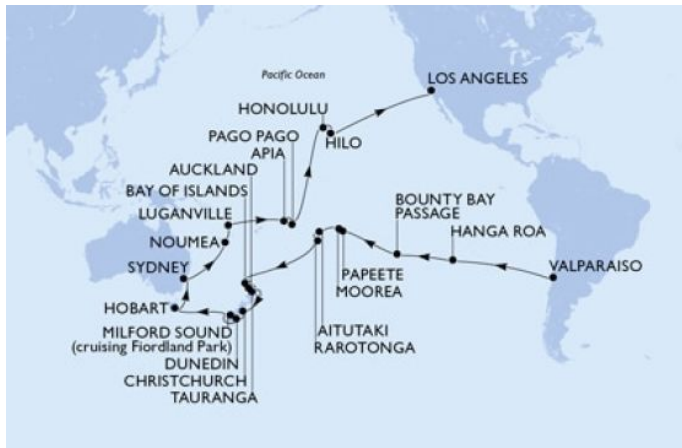 Pacific Ocean
LOS ANGELES
HONOLULU
HILO
PAGO PAGO
APIA
AUCKLAND
BAY OF ISLANDS
LUGANVILLE
NOUMEA
SYDNEY
HOBART
MILFORD SOUND
(cruising Fiordland Park)
DUNEDIN
CHRISTCHURCH
TAURANGA
BOUNTY BAY
PASSAGE
HANGA ROA
VALPARAISO
PAPEETE
MOOREA
AITUTAKI
RAROTONGA